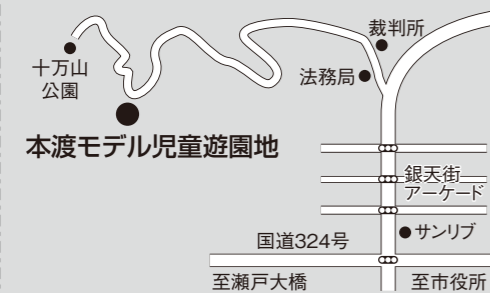 裁判所
十万山
公園
法務局
本渡モデル児童遊園地
銀天街
アーケード
サンリブ
国道324号
至瀬戸大橋
至市役所